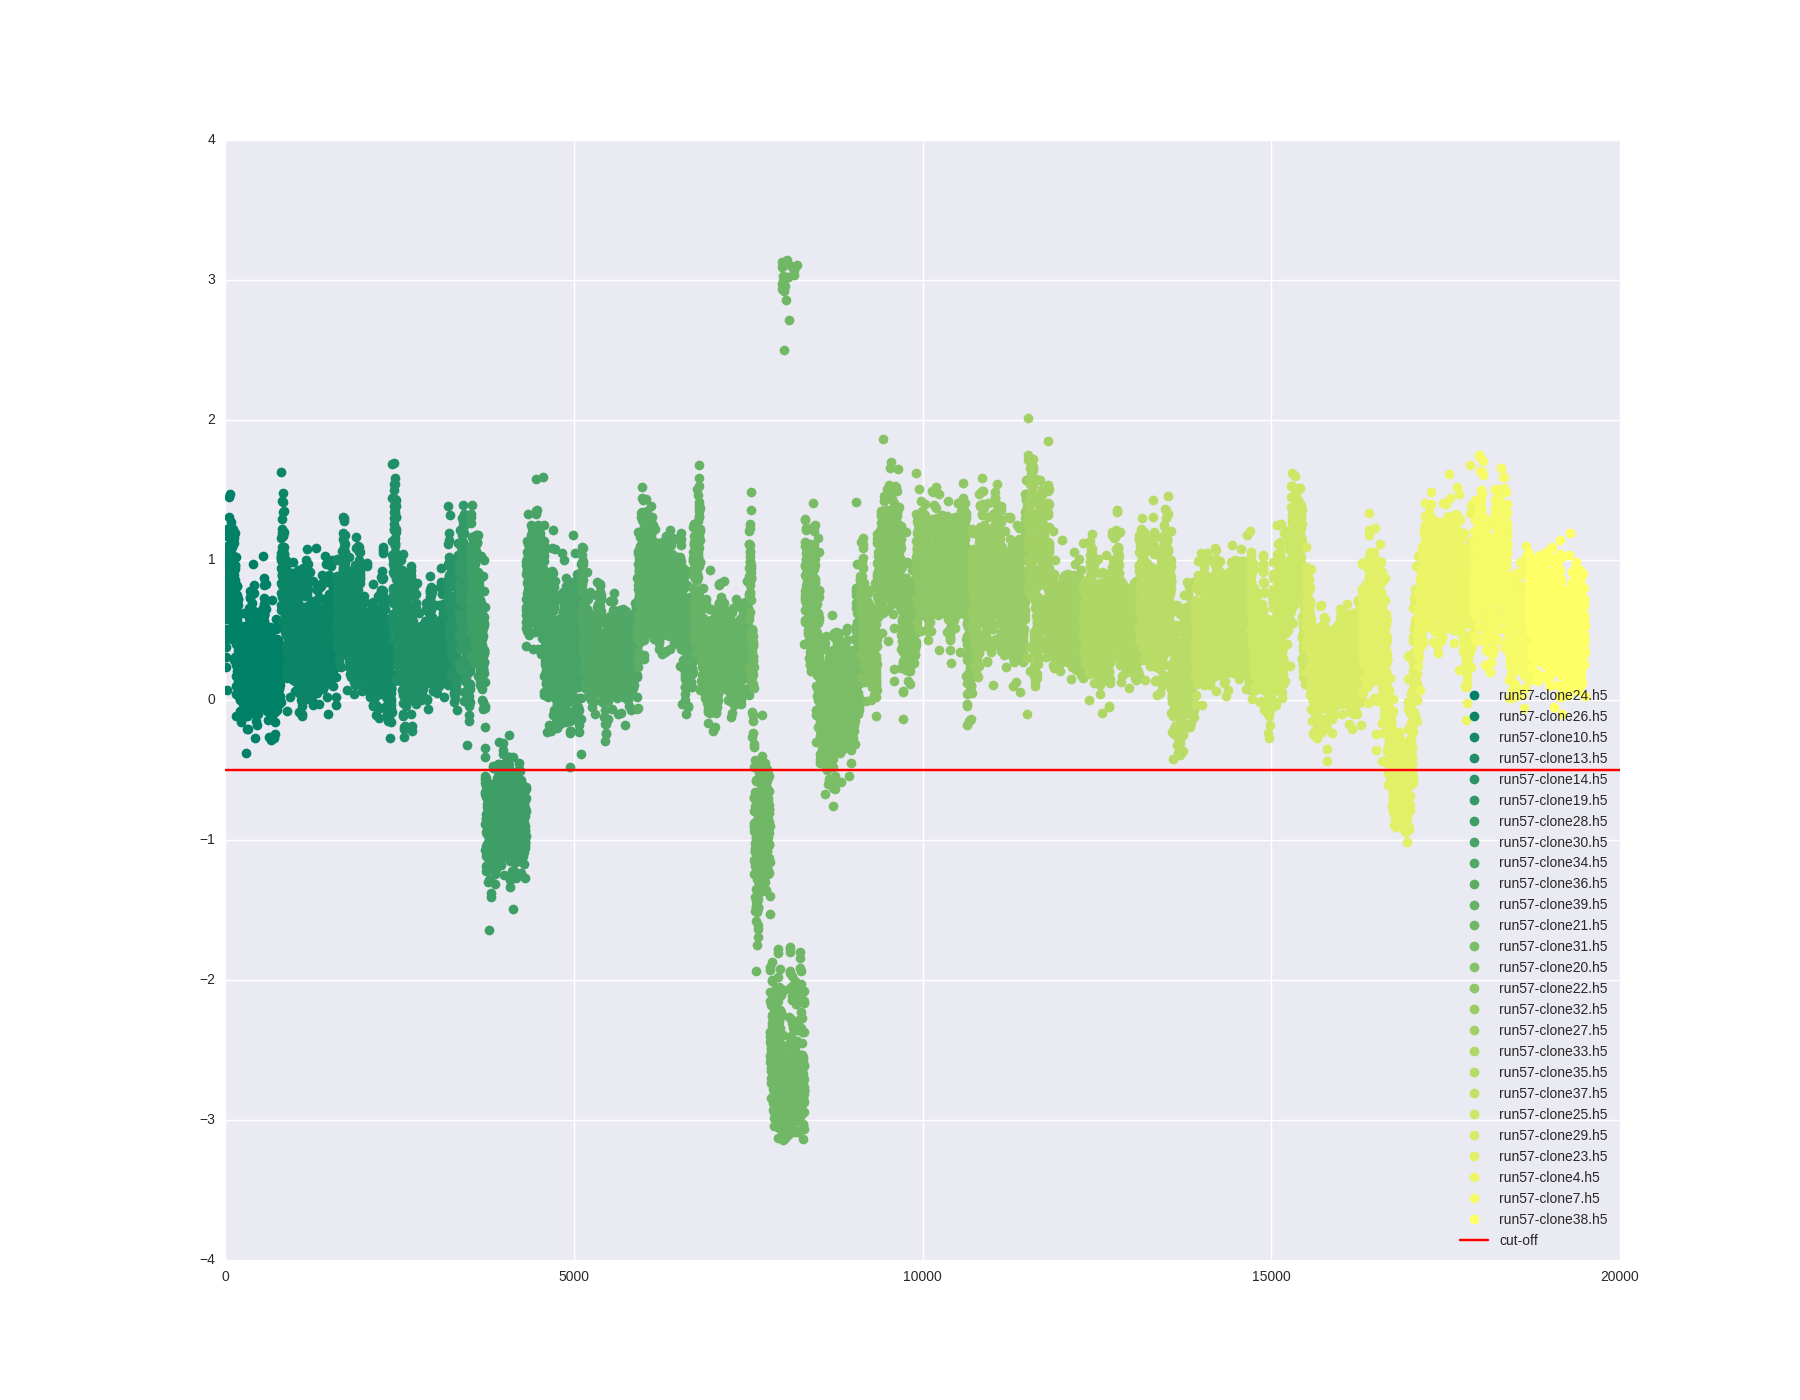 4
3
2
1
0
−1
−2
−3
−4
0
5000
10000
15000
20000
run57-clone24.h5
run57-clone26.h5
run57-clone10.h5
run57-clone13.h5
run57-clone14.h5
run57-clone19.h5
run57-clone28.h5
run57-clone30.h5
run57-clone34.h5
run57-clone36.h5
run57-clone39.h5
run57-clone21.h5
run57-clone31.h5
run57-clone20.h5
run57-clone22.h5
run57-clone32.h5
run57-clone27.h5
run57-clone33.h5
run57-clone35.h5
run57-clone37.h5
run57-clone25.h5
run57-clone29.h5
run57-clone23.h5
run57-clone4.h5
run57-clone7.h5
run57-clone38.h5
cut-off